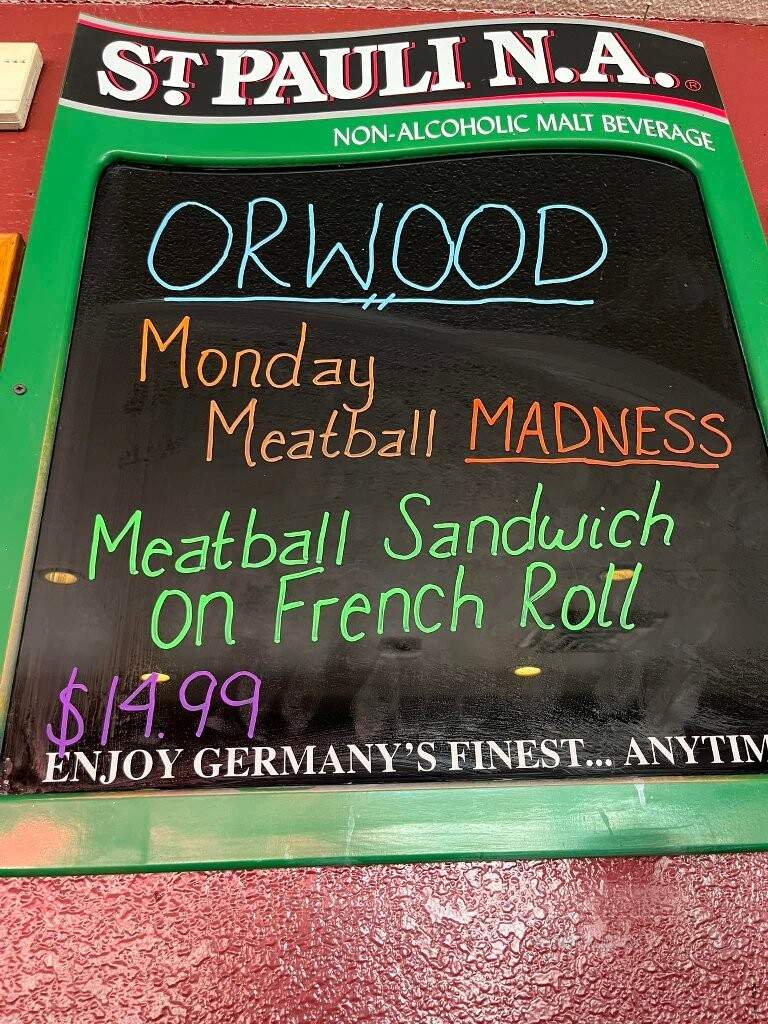 ST. PAULI N.A.®
NON-ALCOHOLIC MALT BEVERAGE
ORWOOD
Monday
Meatball MADNESS
Meatball Sandwich
on French Roll
$14.99
ENJOY GERMANY'S FINEST... ANYTIM